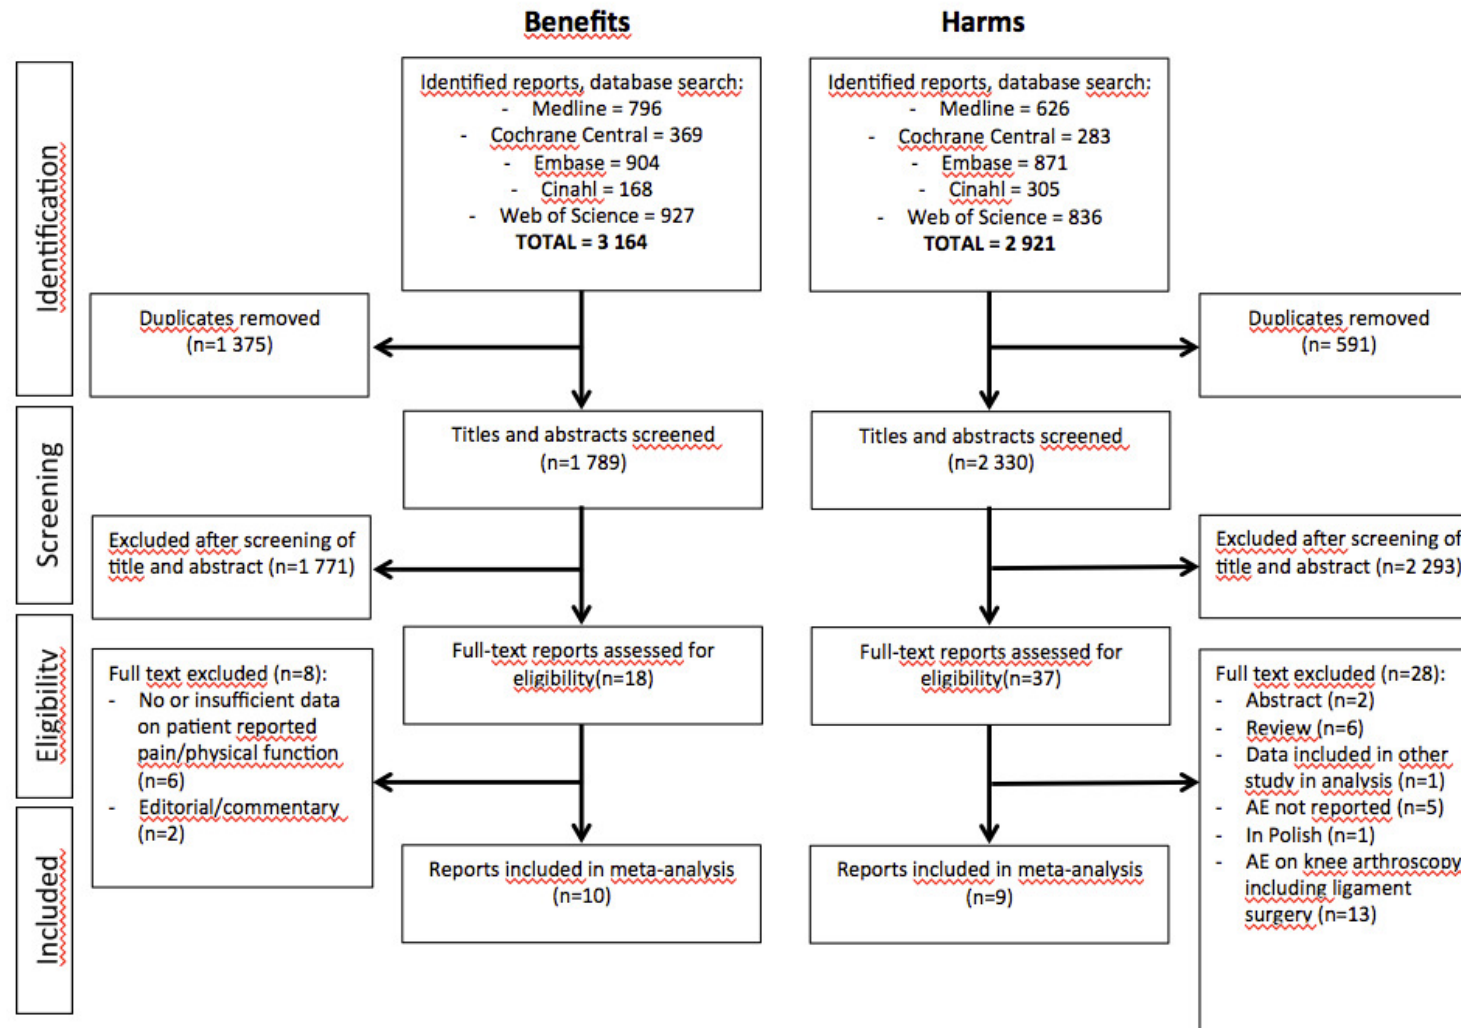 Benefits
Harms
Identification
Identified reports, database search:
- Medline = 796
- Cochrane Central = 369
- Embase = 904
- Cinahl = 168
- Web of Science = 927
TOTAL = 3 164
Identified reports, database search:
- Medline = 626
- Cochrane Central = 283
- Embase = 871
- Cinahl = 305
- Web of Science = 836
TOTAL = 2 921
Duplicates removed
(n=1 375)
Duplicates removed
(n= 591)
Screening
Titles and abstracts screened
(n=1 789)
Titles and abstracts screened
(n=2 330)
Excluded after screening of
title and abstract (n=1 771)
Excluded after screening of
title and abstract (n=2 293)
Eligibility
Full-text reports assessed for
eligibility(n=18)
Full-text reports assessed for
eligibility(n=37)
Full text excluded (n=8):
- No or insufficient data
on patient reported
pain/physical function
(n=6)
- Editorial/commentary
(n=2)
Full text excluded (n=28):
- Abstract (n=2)
- Review (n=6)
- Data included in other
study in analysis (n=1)
- AE not reported (n=5)
- In Polish (n=1)
- AE on knee arthroscopy
including ligament
surgery (n=13)
Included
Reports included in meta-analysis
(n=10)
Reports included in meta-analysis
(n=9)